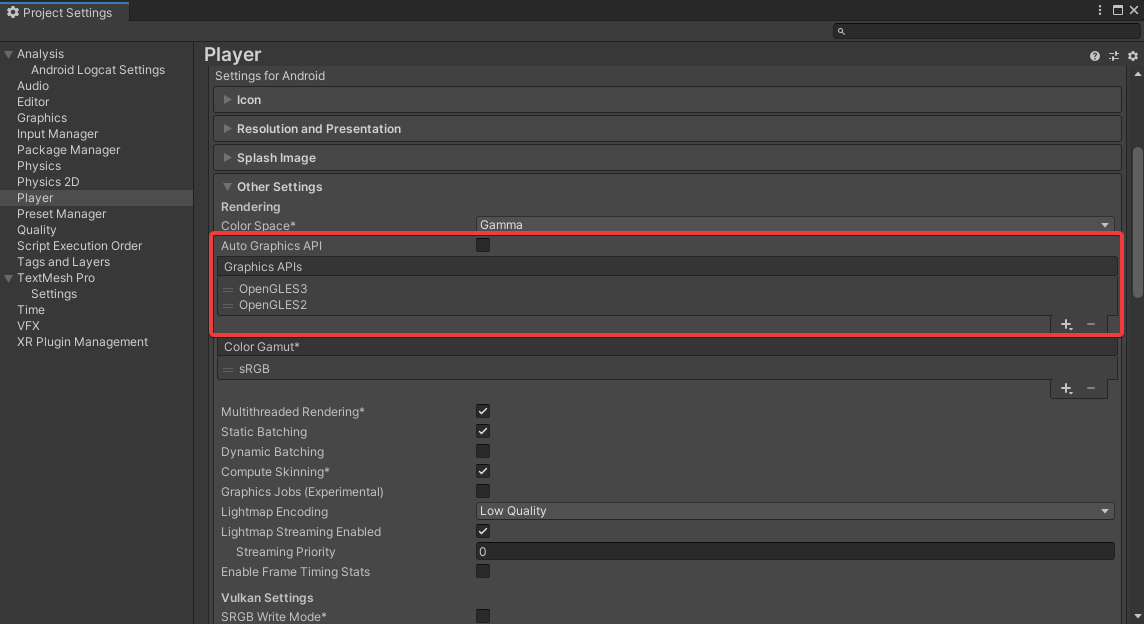 Project Settings
Analysis
Android Logcat Settings
Audio
Editor
Graphics
Input Manager
Package Manager
Physics
Physics 2D
Player
Preset Manager
Quality
Script Execution Order
Tags and Layers
TextMesh Pro
Settings
Time
VFX
XR Plugin Management
Player
Settings for Android
Icon
Resolution and Presentation
Splash Image
Other Settings
Rendering
Color Space* Gamma
Auto Graphics API
Graphics APIs
OpenGLES3
OpenGLES2
Color Gamut*
sRGB
Multithreaded Rendering*
Static Batching
Dynamic Batching
Compute Skinning*
Graphics Jobs (Experimental)
Lightmap Encoding Low Quality
Lightmap Streaming Enabled
Streaming Priority 0
Enable Frame Timing Stats
Vulkan Settings
SRGB Write Mode*